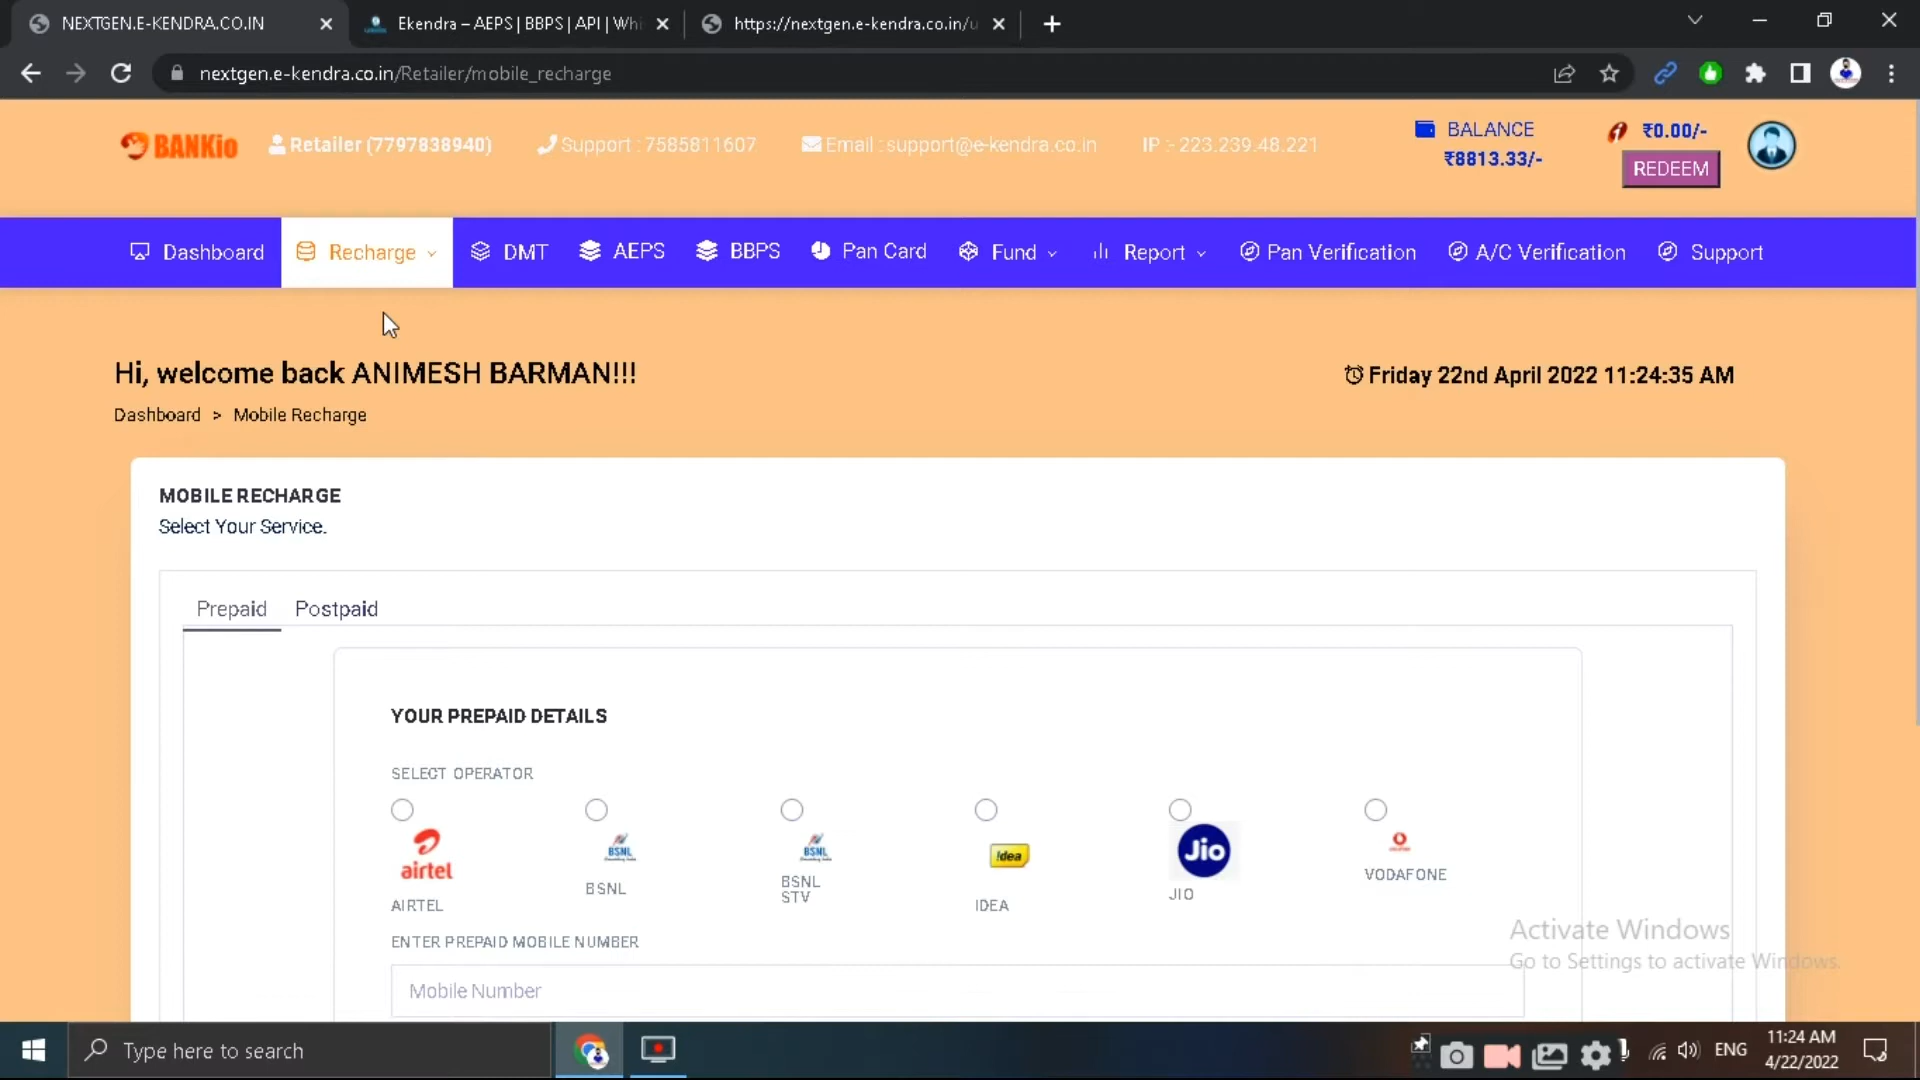 NEXTGEN.E-KENDRA.CO.IN
Ekendra – AEPS | BBPS | API | Whi
https://nextgen.e-kendra.co.in/u
nextgen.e-kendra.co.in/Retailer/mobile_recharge
BANKio
Retailer (7797838940)
Support : 7585811607
Email : support@e-kendra.co.in
IP :- 223.239.48.221
BALANCE
₹8813.33/-
₹0.00/-
REDEEM
Dashboard
Recharge
DMT
AEPS
BBPS
Pan Card
Fund
Report
Pan Verification
A/C Verification
Support
Hi, welcome back ANIMESH BARMAN!!!
Friday 22nd April 2022 11:24:35 AM
Dashboard > Mobile Recharge
MOBILE RECHARGE
Select Your Service.
Prepaid
Postpaid
YOUR PREPAID DETAILS
SELECT OPERATOR
airtel
BSNL
BSNL
!dea
Jio
AIRTEL
BSNL
BSNL
STV
IDEA
JIO
VODAFONE
ENTER PREPAID MOBILE NUMBER
Mobile Number
Activate Windows
Go to Settings to activate Windows.
Type here to search
ENG
11:24 AM
4/22/2022